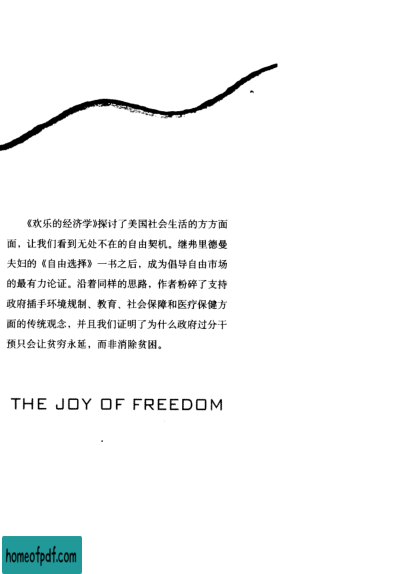 《欢乐的经济学》探讨了美国社会生活的方方面
面，让我们看到无处不在的自由契机。继弗里德曼
夫妇的《自由选择》一书之后，成为倡导自由市场
的最有力论证。沿着同样的思路，作者粉碎了支持
政府插手环境规制、教育、社会保障和医疗保健方
面的传统观念，并且我们证明了为什么政府过分干
预只会让贫穷永延，而非消除贫困。
THE JOY OF FREEDOM
homeofpdf.com